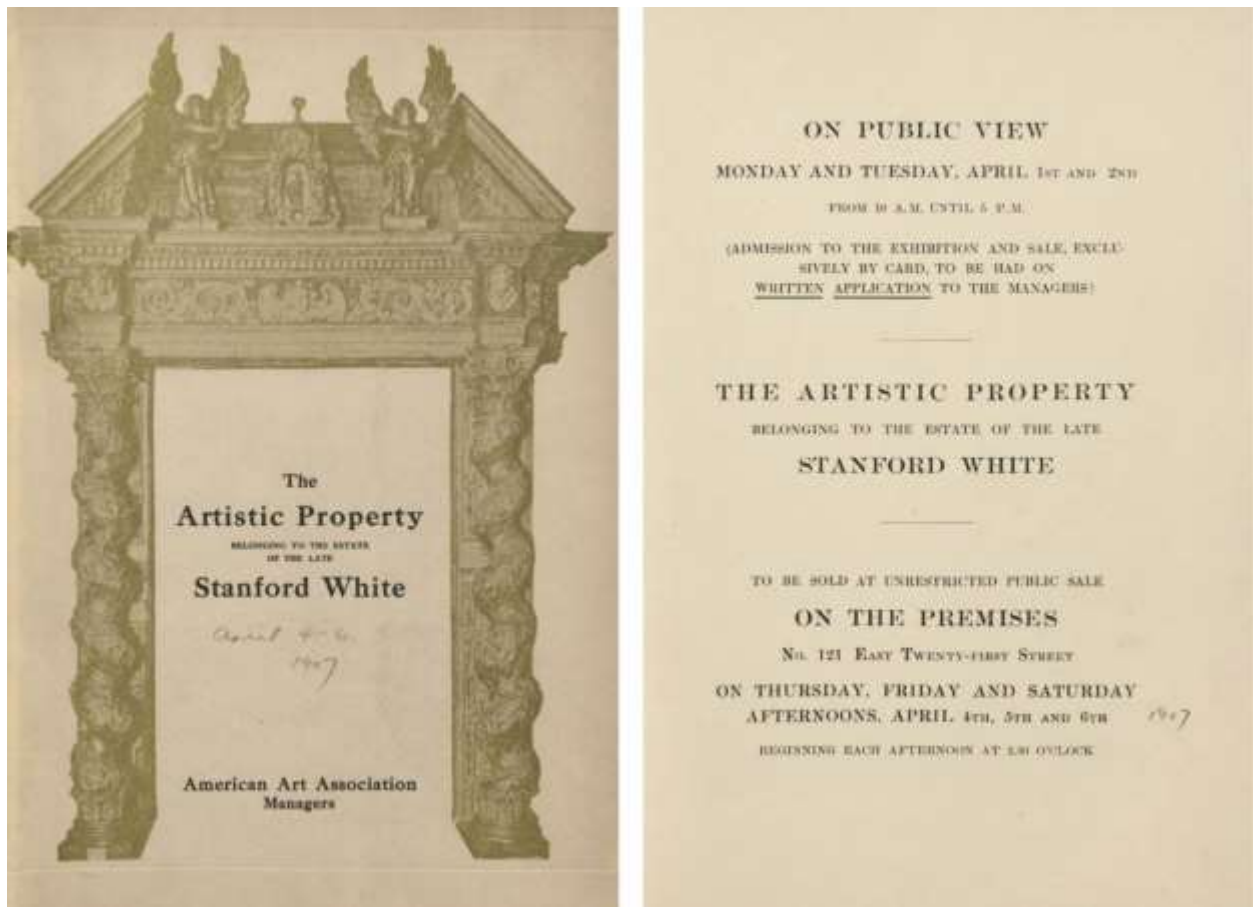 The
Artistic Property
BELONGING TO THE ESTATE
OF THE LATE
Stanford White
April 4-6
1907
American Art Association
Managers
ON PUBLIC VIEW
MONDAY AND TUESDAY, APRIL 1ST AND 2ND
FROM 10 A.M. UNTIL 5 P.M.
(ADMISSION TO THE EXHIBITION AND SALE, EXCLU-
SIVELY BY CARD, TO BE HAD ON
WRITTEN APPLICATION TO THE MANAGERS)
THE ARTISTIC PROPERTY
BELONGING TO THE ESTATE OF THE LATE
STANFORD WHITE
TO BE SOLD AT UNRESTRICTED PUBLIC SALE
ON THE PREMISES
No. 121 East Twenty-first Street
ON THURSDAY, FRIDAY AND SATURDAY
AFTERNOONS, APRIL 4TH, 5TH AND 6TH
1907
BEGINNING EACH AFTERNOON AT 2.30 O'CLOCK